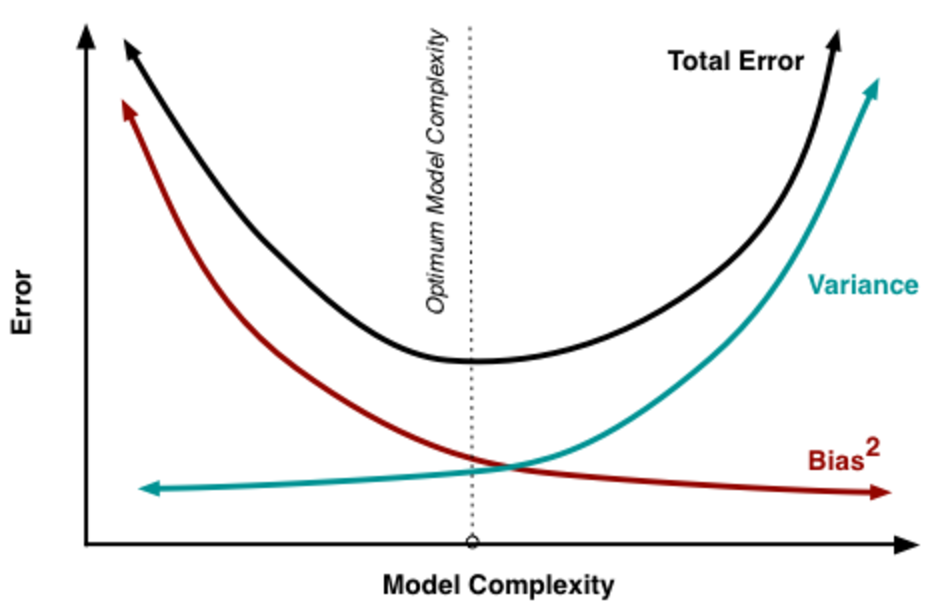 Total Error
Optimum Model Complexity
Variance
Error
Bias²
Model Complexity